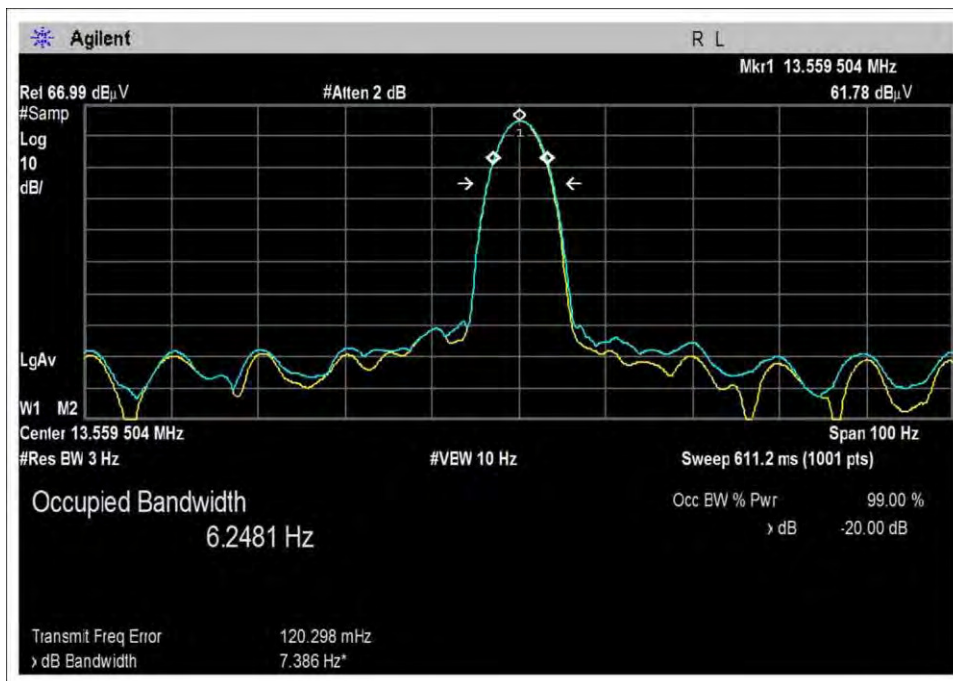 Agilent R L
Mkr1 13.559 504 MHz
Ref 66.99 dBµV #Atten 2 dB 61.78 dBµV
#Samp
Log
10
dB/
1
LgAv
W1 M2
Center 13.559 504 MHz Span 100 Hz
#Res BW 3 Hz #VBW 10 Hz Sweep 611.2 ms (1001 pts)
Occupied Bandwidth Occ BW % Pwr 99.00 %
6.2481 Hz x dB -20.00 dB
Transmit Freq Error 120.298 mHz
x dB Bandwidth 7.386 Hz*